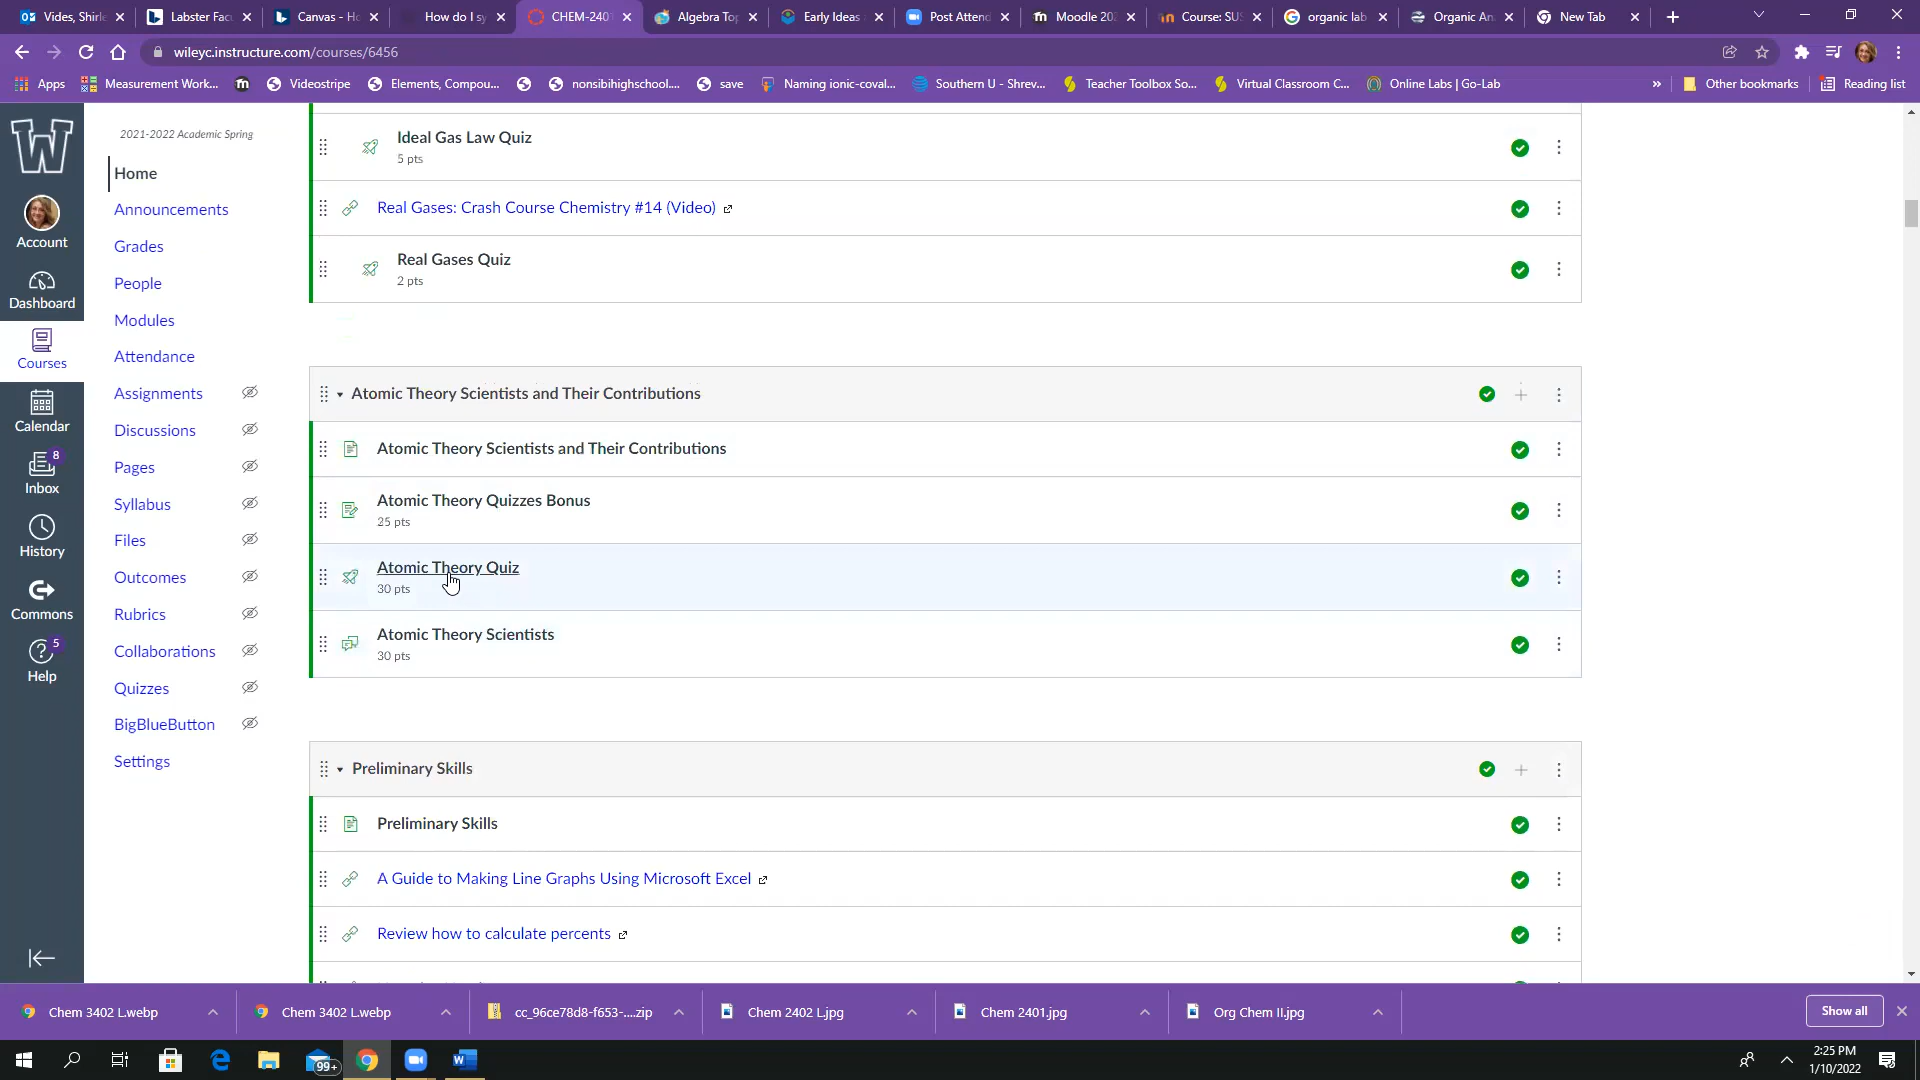 Vides, Shirle
Labster Facu
Canvas - Ho
How do I sy
CHEM-2401
Algebra Top
Early Ideas a
Post Attend
Moodle 202
Course: SUS
organic lab
Organic An
New Tab
wileyc.instructure.com/courses/6456
Apps
Measurement Work...
Videostripe
Elements, Compou...
nonsibihighschool....
save
Naming ionic-coval...
Southern U - Shrev...
Teacher Toolbox So...
Virtual Classroom C...
Online Labs | Go-Lab
»
Other bookmarks
Reading list
W
Account
Dashboard
Courses
Calendar
8
Inbox
History
Commons
5
Help
2021-2022 Academic Spring
Home
Announcements
Grades
People
Modules
Attendance
Assignments
Discussions
Pages
Syllabus
Files
Outcomes
Rubrics
Collaborations
Quizzes
BigBlueButton
Settings
Ideal Gas Law Quiz
5 pts
Real Gases: Crash Course Chemistry #14 (Video)
Real Gases Quiz
2 pts
Atomic Theory Scientists and Their Contributions
Atomic Theory Scientists and Their Contributions
Atomic Theory Quizzes Bonus
25 pts
Atomic Theory Quiz
30 pts
Atomic Theory Scientists
30 pts
Preliminary Skills
Preliminary Skills
A Guide to Making Line Graphs Using Microsoft Excel
Review how to calculate percents
Chem 3402 L.webp
Chem 3402 L.webp
cc_96ce78d8-f653-....zip
Chem 2402 L.jpg
Chem 2401.jpg
Org Chem II.jpg
Show all
99+
2:25 PM
1/10/2022